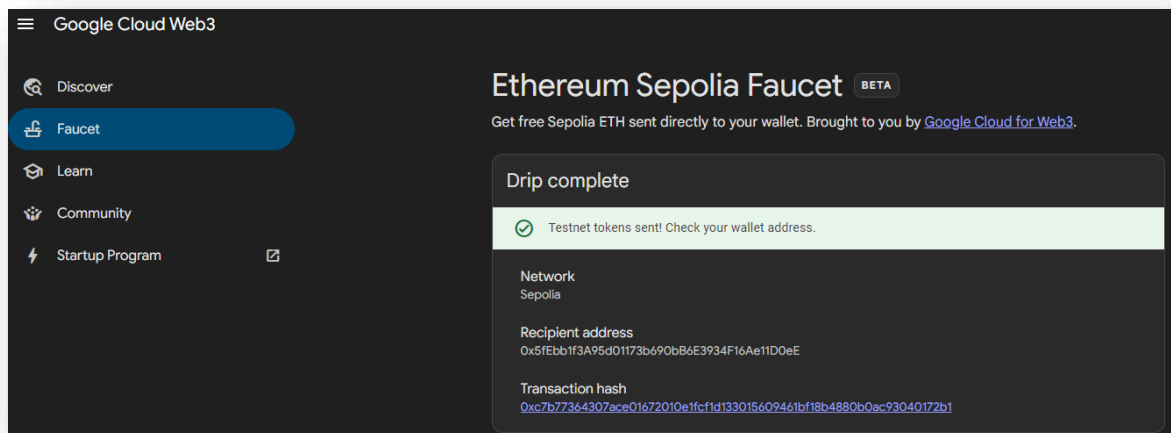 Google Cloud Web3
Discover
Faucet
Learn
Community
Startup Program
Ethereum Sepolia Faucet BETA
Get free Sepolia ETH sent directly to your wallet. Brought to you by Google Cloud for Web3.
Drip complete
Testnet tokens sent! Check your wallet address.
Network
Sepolia
Recipient address
0x5fEbb1f3A95d01173b690bB6E3934F16Ae11D0eE
Transaction hash
0xc7b77364307ace01672010e1fcf1d133015609461bf18b4880b0ac93040172b1